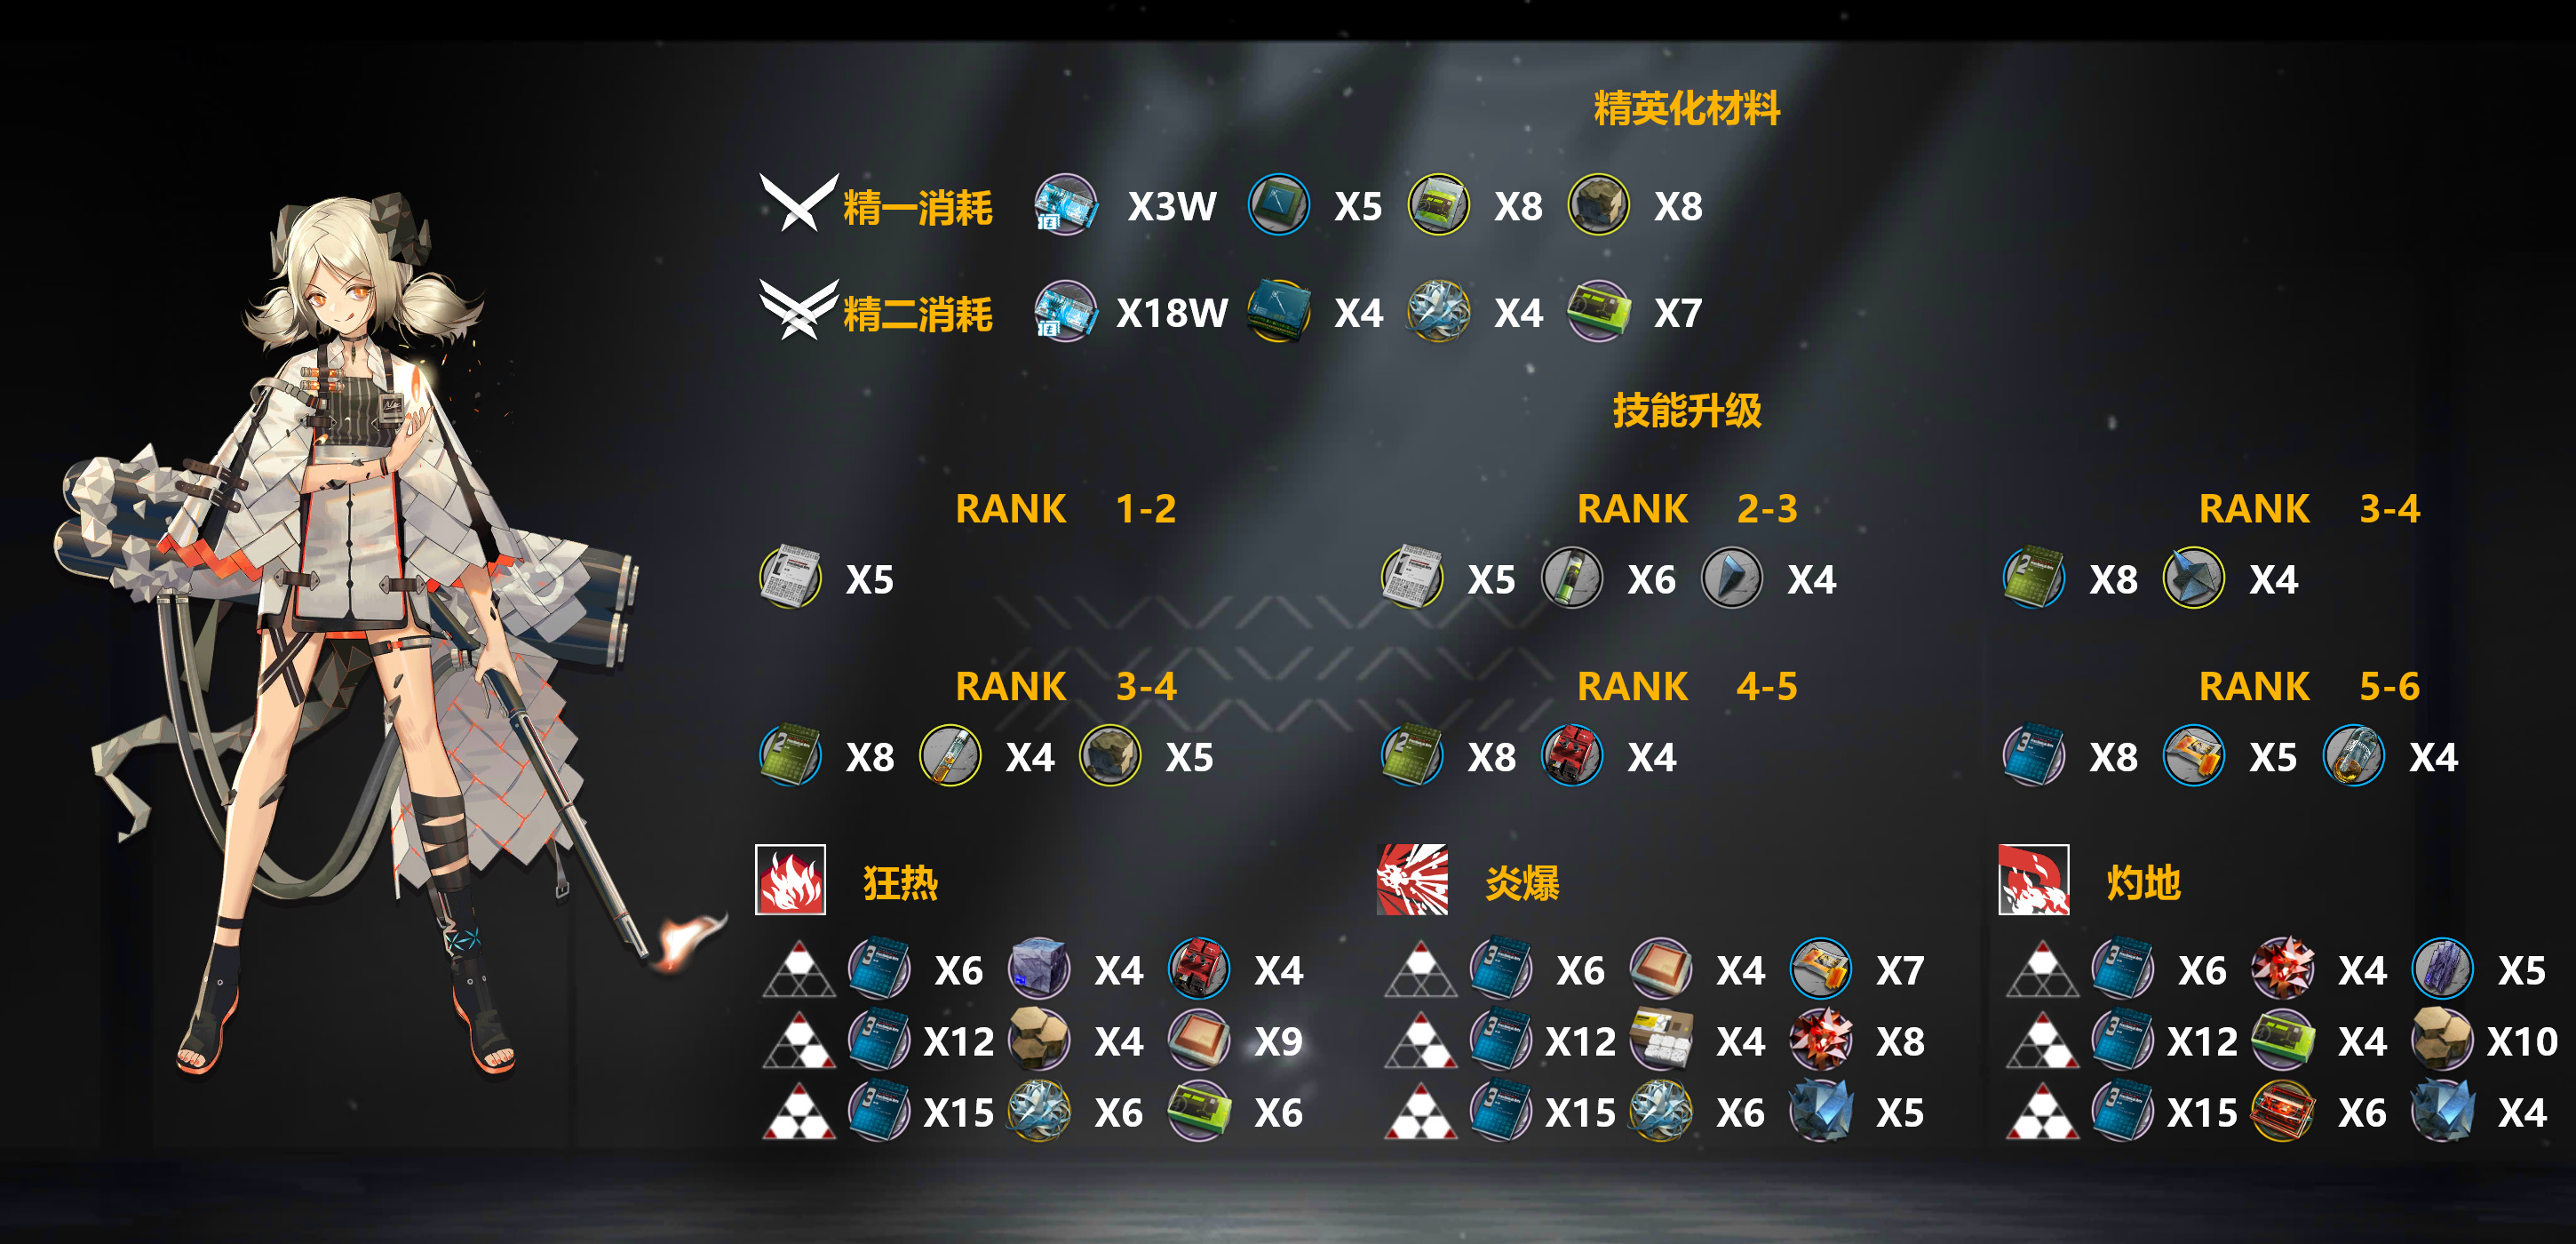 精英化材料
精一消耗 X3W X5 X8 X8
精二消耗 X18W X4 X4 X7
技能升级
RANK 1-2 RANK 2-3 RANK 3-4
X5 X5 X6 X4 X8 X4
RANK 3-4 RANK 4-5 RANK 5-6
X8 X4 X5 X8 X4 X8 X5 X4
狂热 炎爆 灼地
X6 X4 X4 X6 X4 X7 X6 X4 X5
X12 X4 X9 X12 X4 X8 X12 X4 X10
X15 X6 X6 X15 X6 X5 X15 X6 X4